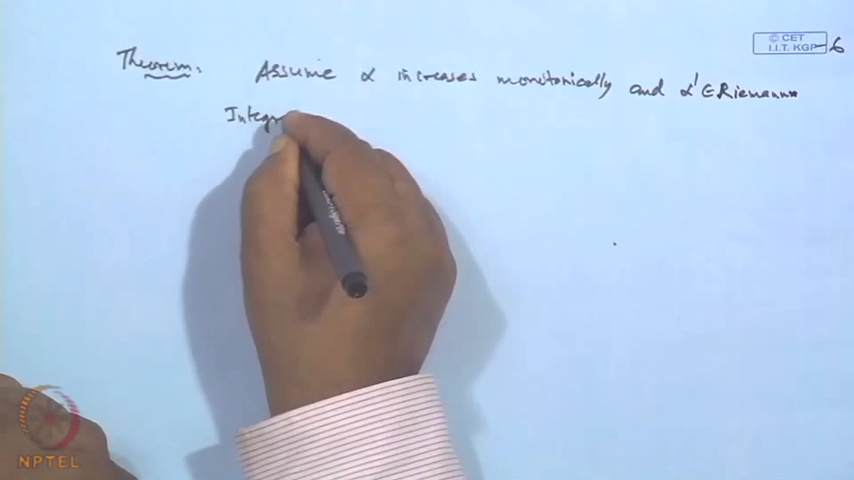 © CET
I.I.T. KGP
6
Theorem. Assume α increases monotonically and α' ∈ Riemann
Integr
NPTEL